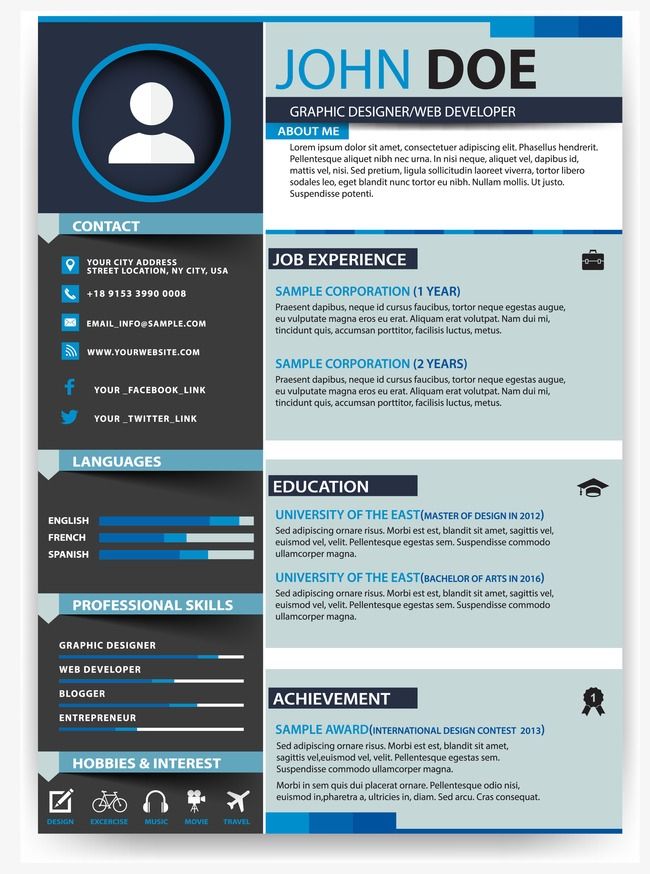 JOHN DOE
GRAPHIC DESIGNER/WEB DEVELOPER
ABOUT ME
Lorem ipsum dolor sit amet, consectetuer adipiscing elit. Phasellus hendrerit.
Pellentesque aliquet nibh nec urna. In nisi neque, aliquet vel, dapibus id,
mattis vel, nisi. Sed pretium, ligula sollicitudin laoreet viverra, tortor libero
sodales leo, eget blandit nunc tortor eu nibh. Nullam mollis. Ut justo.
Suspendisse potenti.
CONTACT
YOUR CITY ADDRESS
STREET LOCATION, NY CITY, USA
+18 9153 3990 0008
EMAIL_INFO@SAMPLE.COM
WWW.YOURWEBSITE.COM
YOUR _FACEBOOK_LINK
YOUR _TWITTER_LINK
LANGUAGES
ENGLISH
FRENCH
SPANISH
PROFESSIONAL SKILLS
GRAPHIC DESIGNER
WEB DEVELOPER
BLOGGER
ENTREPRENEUR
HOBBIES & INTEREST
DESIGN EXCERCISE MUSIC MOVIE TRAVEL
JOB EXPERIENCE
SAMPLE CORPORATION (1 YEAR)
Praesent dapibus, neque id cursus faucibus, tortor neque egestas augue,
eu vulputate magna eros eu erat. Aliquam erat volutpat. Nam dui mi,
tincidunt quis, accumsan porttitor, facilisis luctus, metus.
SAMPLE CORPORATION (2 YEARS)
Praesent dapibus, neque id cursus faucibus, tortor neque egestas augue,
eu vulputate magna eros eu erat. Aliquam erat volutpat. Nam dui mi,
tincidunt quis, accumsan porttitor, facilisis luctus, metus.
EDUCATION
UNIVERSITY OF THE EAST(MASTER OF DESIGN IN 2012)
Sed adipiscing ornare risus. Morbi est est, blandit sit amet, sagittis vel,
euismod vel, velit. Pellentesque egestas sem. Suspendisse commodo
ullamcorper magna.
UNIVERSITY OF THE EAST(BACHELOR OF ARTS IN 2016)
Sed adipiscing ornare risus. Morbi est est, blandit sit amet, sagittis vel,
euismod vel, velit. Pellentesque egestas sem. Suspendisse commodo
ullamcorper magna.
ACHIEVEMENT
1
SAMPLE AWARD(INTERNATIONAL DESIGN CONTEST 2013)
Sed adipiscing ornare risus. Morbi est est, blandit sit amet,
sagittis vel,euismod vel, velit. Pellentesque egestas sem.
Suspendisse commodo ullamcorper magna.
Morbi in sem quis dui placerat ornare. Pellentesque odio nisi,
euismod in,pharetra a, ultricies in, diam. Sed arcu. Cras consequat.